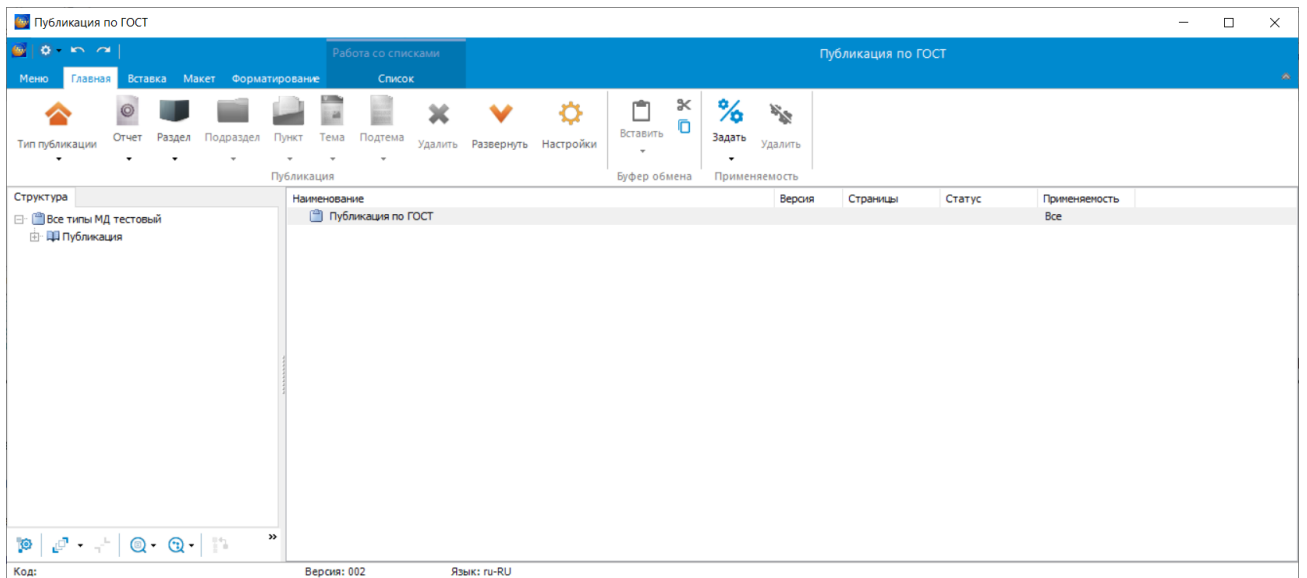 Публикация по ГОСТ
Работа со списками
Публикация по ГОСТ
Меню Главная Вставка Макет Форматирование Список
Тип публикации Отчет Раздел Подраздел Пункт Тема Подтема Удалить Развернуть Настройки Вставить Задать Удалить
Публикация Буфер обмена Применяемость
Структура Наименование Версия Страницы Статус Применяемость
Все типы МД тестовый Публикация по ГОСТ Все
Публикация
Код: Версия: 002 Язык: ru-RU